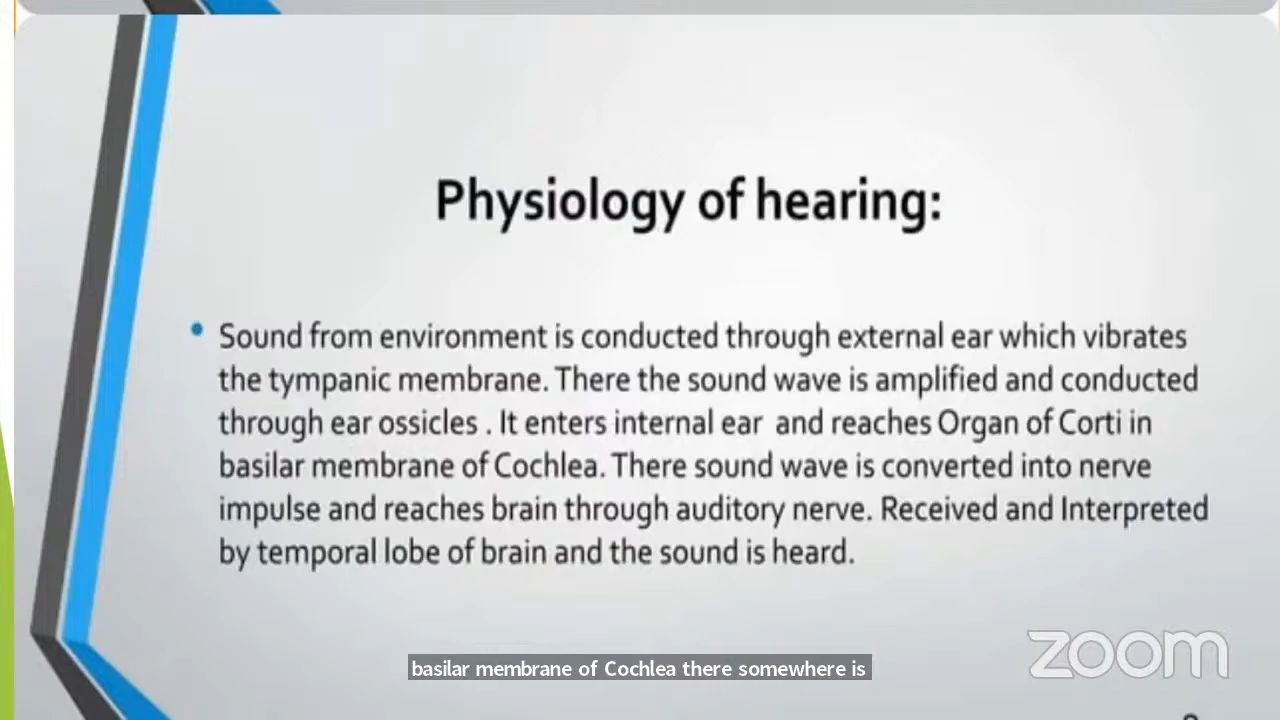 Physiology of hearing:
• Sound from environment is conducted through external ear which vibrates
the tympanic membrane. There the sound wave is amplified and conducted
through ear ossicles . It enters internal ear and reaches Organ of Corti in
basilar membrane of Cochlea. There sound wave is converted into nerve
impulse and reaches brain through auditory nerve. Received and Interpreted
by temporal lobe of brain and the sound is heard.
basilar membrane of Cochlea there somewhere is
zoom